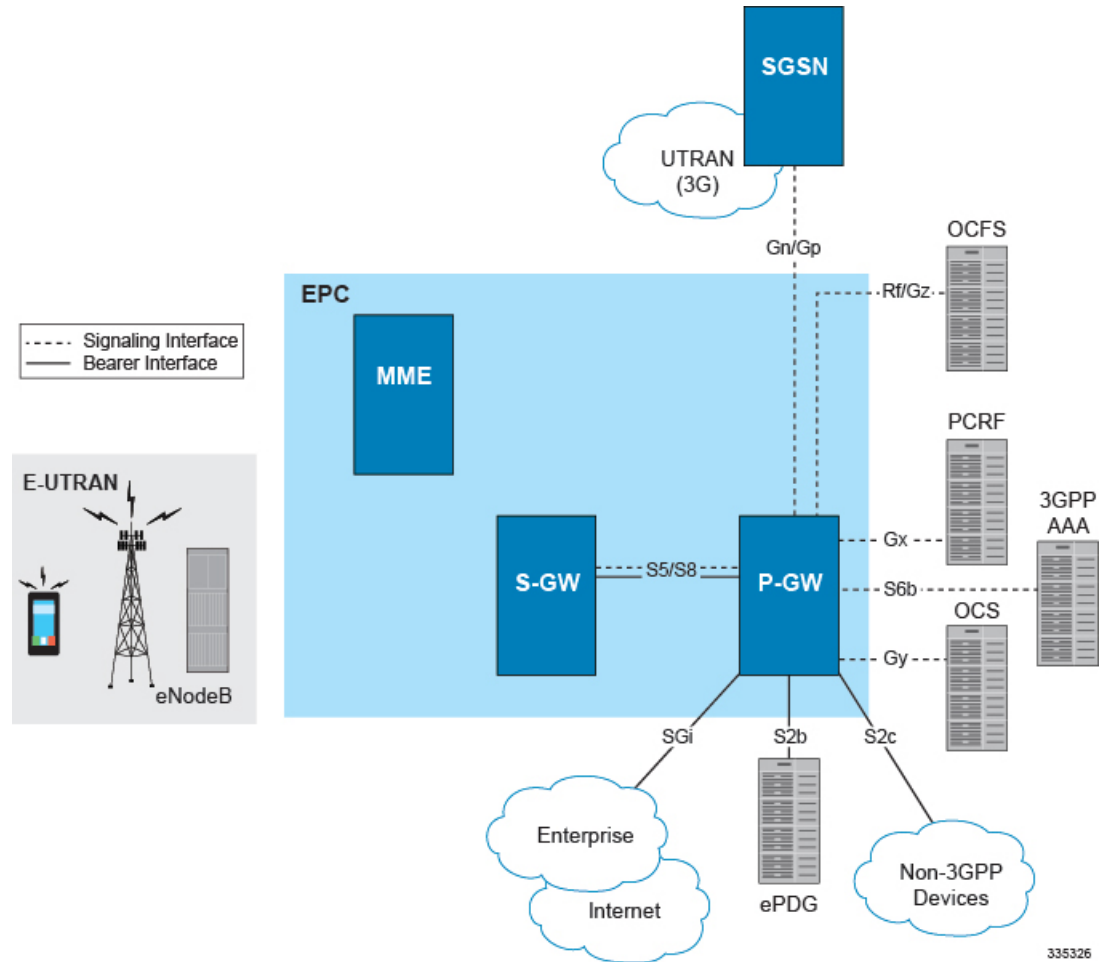 SGSN
UTRAN
(3G)
Gn/Gp
OCFS
Rf/Gz
EPC
Signaling Interface
Bearer Interface
MME
PCRF
E-UTRAN
3GPP
AAA
Gx
S-GW
S5/S8
P-GW
S6b
OCS
Gy
eNodeB
SGi
S2b
S2c
Enterprise
Non-3GPP
Devices
Internet
ePDG
335326